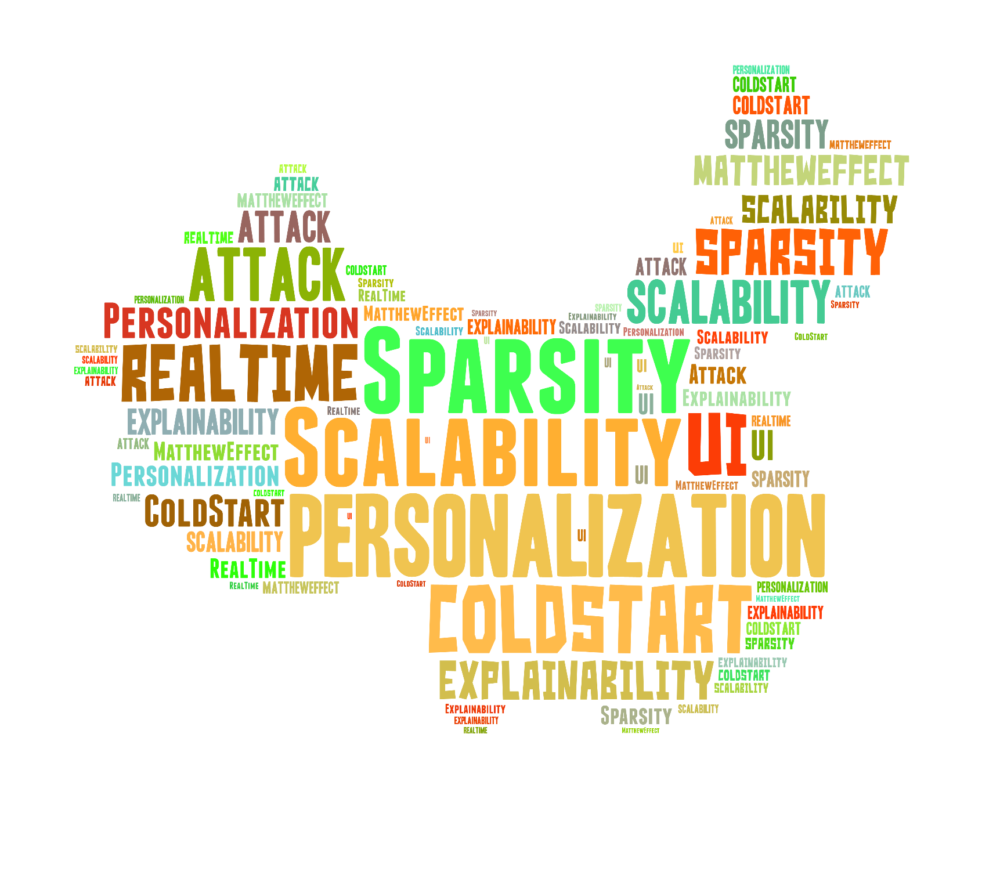 PERSONALIZATION
COLDSTART
COLDSTART
SPARSITY
MATTHEWEFFECT
MATTHEWEFFECT
ATTACK
ATTACK
MATTHEWEFFECT
SCALABILITY
ATTACK
ATTACK
REALTIME
SPARSITY
UI
ATTACK
ATTACK
COLDSTART
SPARSITY
REALTIME
SCALABILITY
ATTACK
SPARSITY
PERSONALIZATION
PERSONALIZATION
MATTHEWEFFECT
SPARSITY
SPARSITY
EXPLAINABILITY
SCALABILITY
EXPLAINABILITY
SCALABILITY
PERSONALIZATION
SCALABILITY
COLDSTART
UI
SCALABILITY
SCALABILITY
EXPLAINABILITY
ATTACK
REALTIME
SPARSITY
UI
UI
SPARSITY
ATTACK
ATTACK
UI
EXPLAINABILITY
EXPLAINABILITY
REALTIME
SCALABILITY
UI
UI
REALTIME
UI
ATTACK
MATTHEWEFFECT
PERSONALIZATION
UI
MATTHEWEFFECT
SPARSITY
REALTIME
COLDSTART
COLDSTART
PERSONALIZATION
UI
UI
SCALABILITY
REALTIME
REALTIME
MATTHEWEFFECT
COLDSTART
COLDSTART
PERSONALIZATION
MATTHEWEFFECT
EXPLAINABILITY
COLDSTART
SPARSITY
EXPLAINABILITY
EXPLAINABILITY
COLDSTART
SCALABILITY
EXPLAINABILITY
SPARSITY
SCALABILITY
EXPLAINABILITY
REALTIME
MATTHEWEFFECT